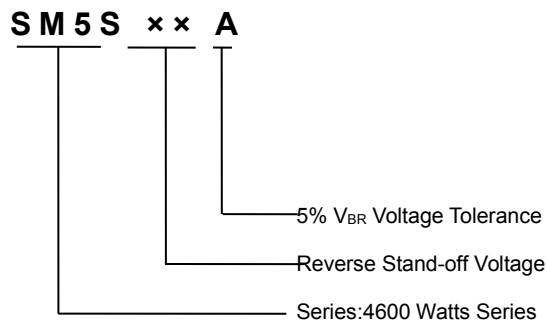 SM5S ×× A
5% VBR Voltage Tolerance
Reverse Stand-off Voltage
Series:4600 Watts Series